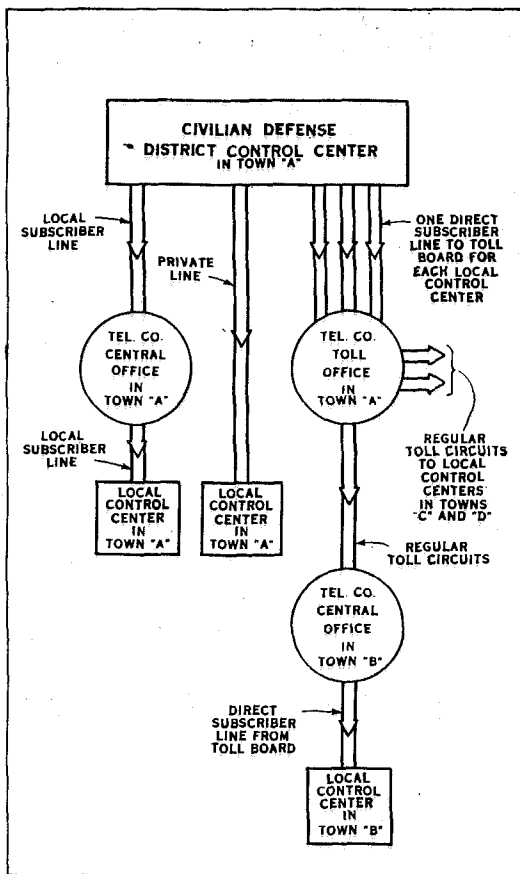 CIVILIAN DEFENSE
DISTRICT CONTROL CENTER
IN TOWN "A"
LOCAL
SUBSCRIBER
LINE
PRIVATE
LINE
ONE DIRECT
SUBSCRIBER
LINE TO TOLL
BOARD FOR
EACH LOCAL
CONTROL
CENTER
TEL. CO.
CENTRAL
OFFICE
IN
TOWN "A"
TEL. CO.
TOLL
OFFICE
IN
TOWN "A"
LOCAL
SUBSCRIBER
LINE
REGULAR
TOLL CIRCUITS
TO LOCAL
CONTROL
CENTERS
IN TOWNS
"C" AND "D"
LOCAL
CONTROL
CENTER
IN
TOWN "A"
LOCAL
CONTROL
CENTER
IN
TOWN "A"
REGULAR
TOLL CIRCUITS
TEL. CO.
CENTRAL
OFFICE
IN
TOWN "B"
DIRECT
SUBSCRIBER
LINE FROM
TOLL BOARD
LOCAL
CONTROL
CENTER
IN
TOWN "B"